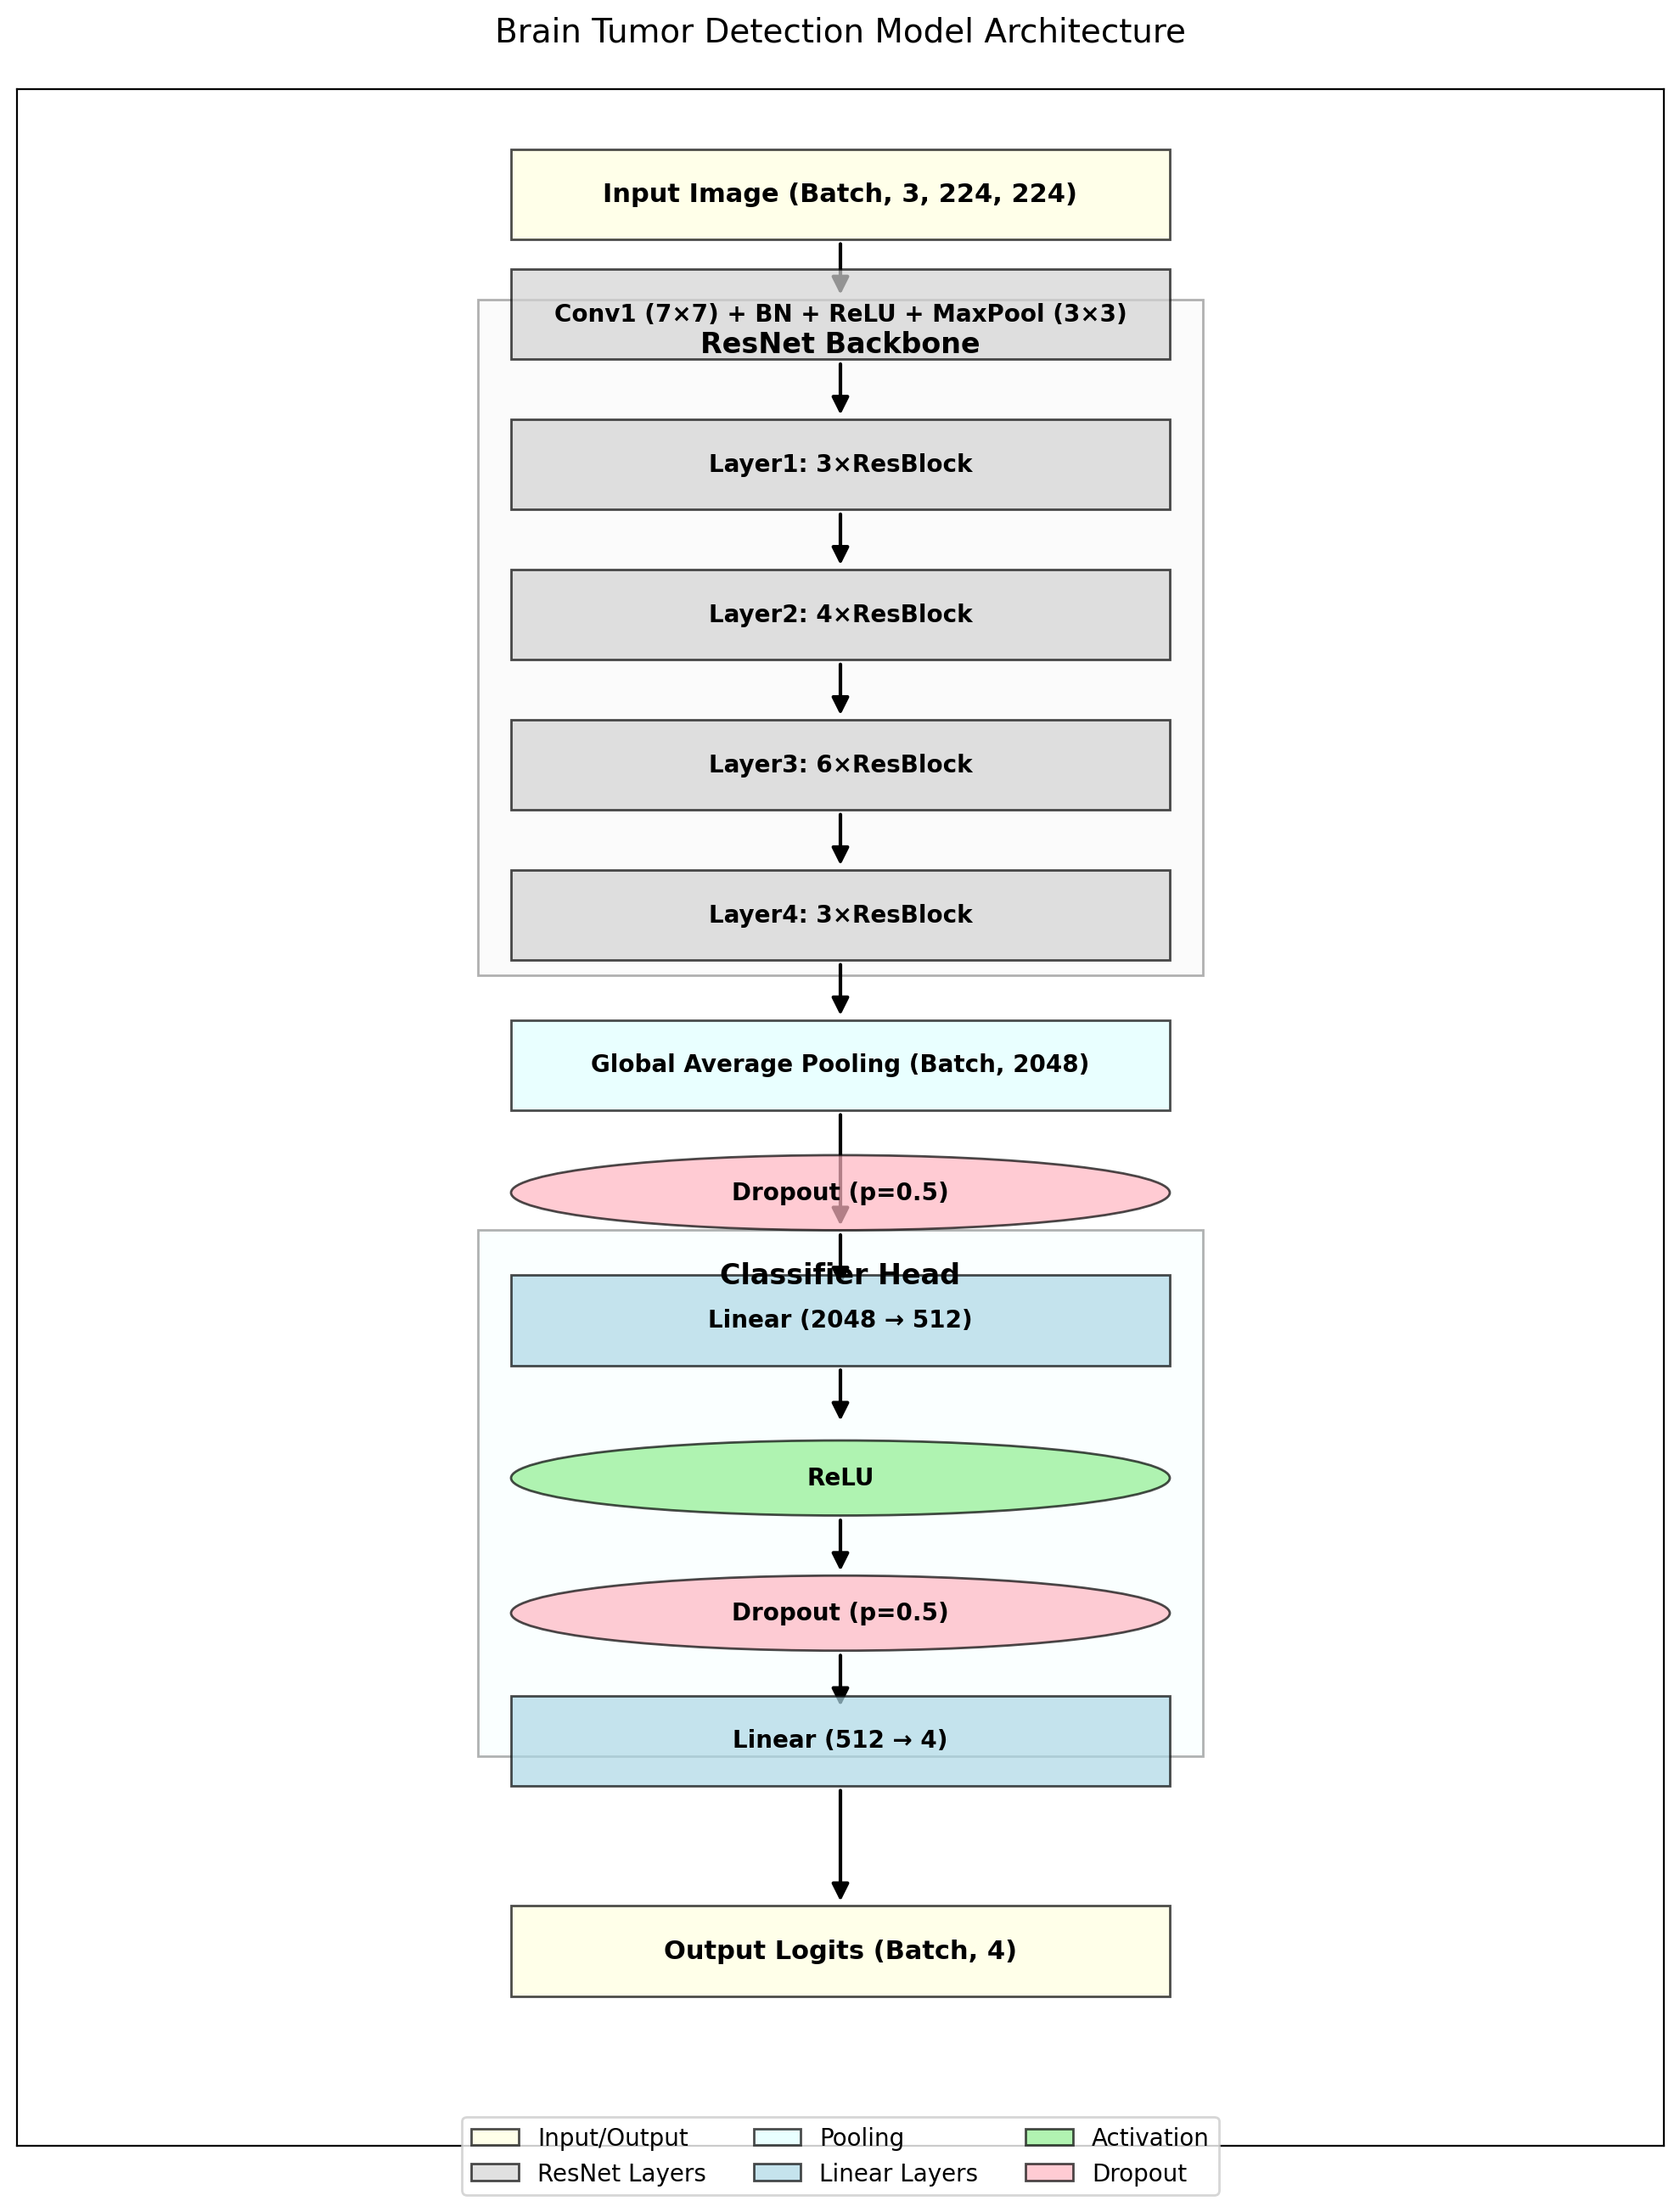 Brain Tumor Detection Model Architecture
Input Image (Batch, 3, 224, 224)
Conv1 (7×7) + BN + ReLU + MaxPool (3×3)
ResNet Backbone
Layer1: 3×ResBlock
Layer2: 4×ResBlock
Layer3: 6×ResBlock
Layer4: 3×ResBlock
Global Average Pooling (Batch, 2048)
Dropout (p=0.5)
Classifier Head
Linear (2048 → 512)
ReLU
Dropout (p=0.5)
Linear (512 → 4)
Output Logits (Batch, 4)
Input/Output
ResNet Layers
Pooling
Linear Layers
Activation
Dropout